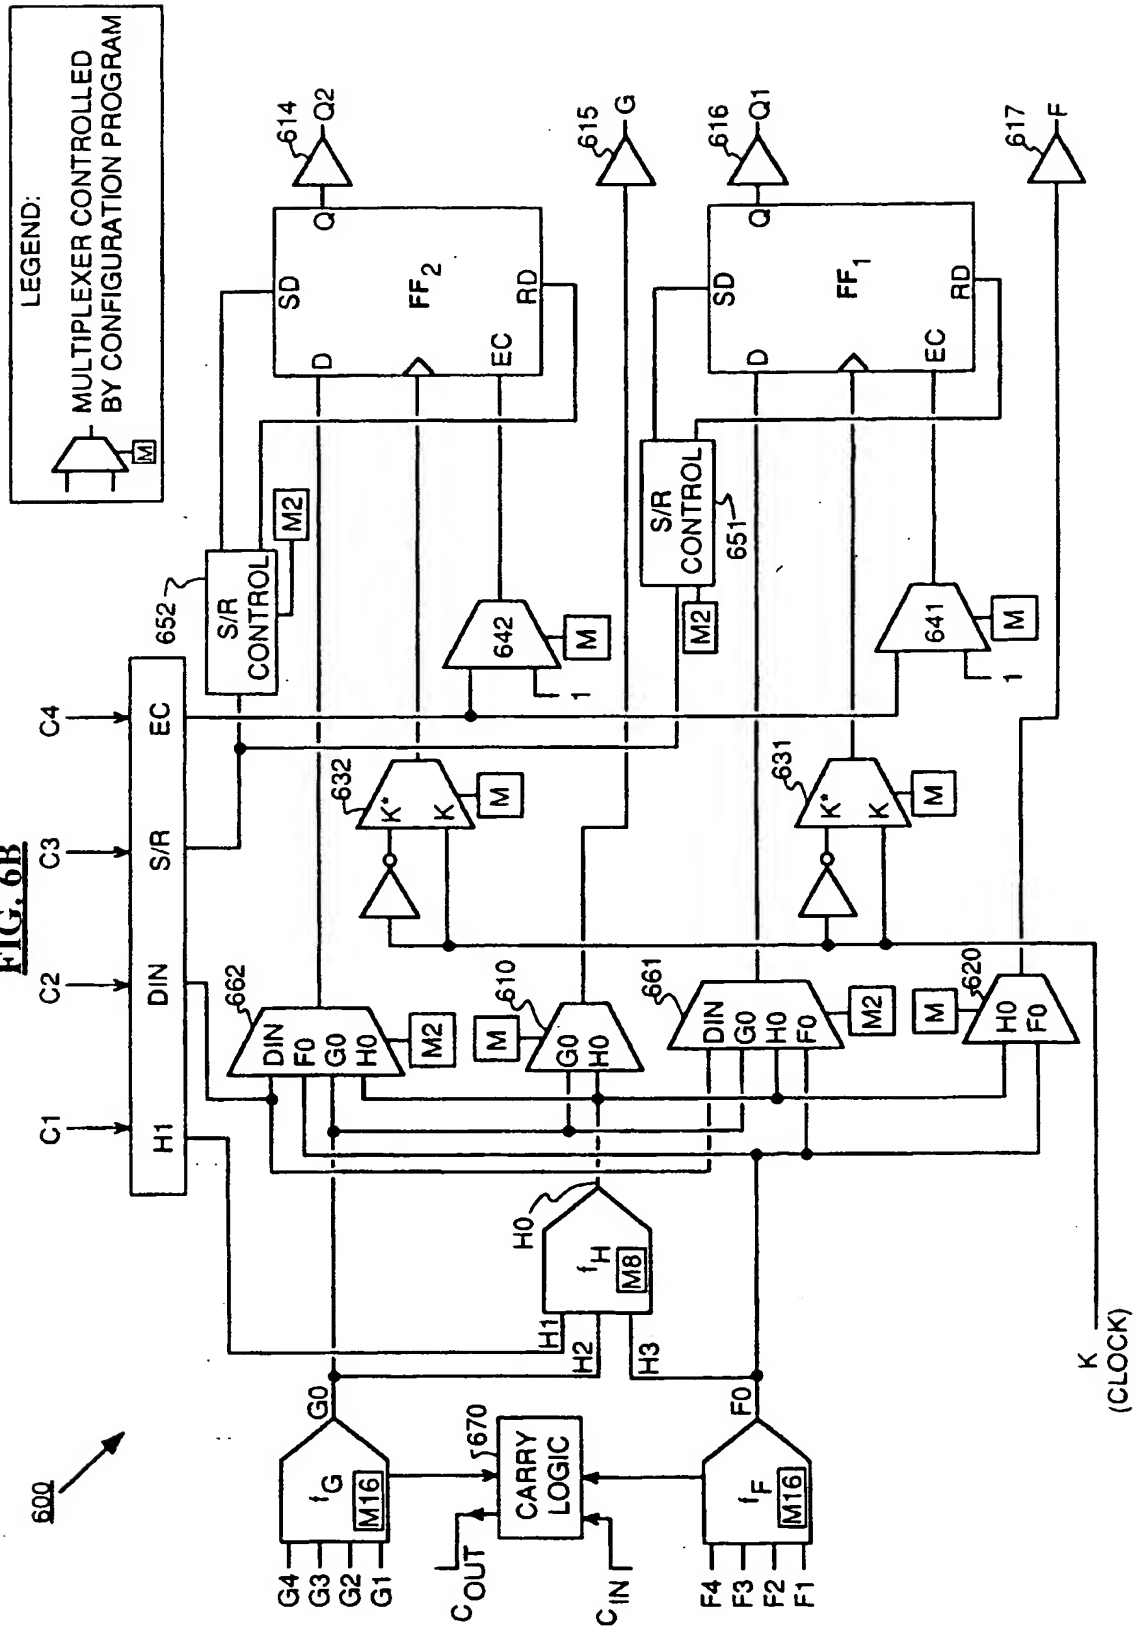 FIG. 6B
600
LEGEND:
MULTIPLEXER CONTROLLED
BY CONFIGURATION PROGRAM
M
C1
C2
C3
C4
H1
DIN
S/R
EC
652
S/R
CONTROL
M2
SD
D
FF2
EC
RD
Q
614
Q2
662
DIN
F0
G0
H0
M2
632
K*
K
M
642
1
M
615
G
G4
G3
G2
G1
fG
M16
G0
COUT
CIN
670
CARRY
LOGIC
H1
H2
H3
fH
M8
H0
M
610
G0
H0
651
S/R
CONTROL
M2
SD
D
FF1
EC
RD
Q
616
Q1
661
DIN
G0
H0
F0
M2
631
K*
K
M
641
1
M
F4
F3
F2
F1
fF
M16
F0
M
620
H0
F0
617
F
K
(CLOCK)